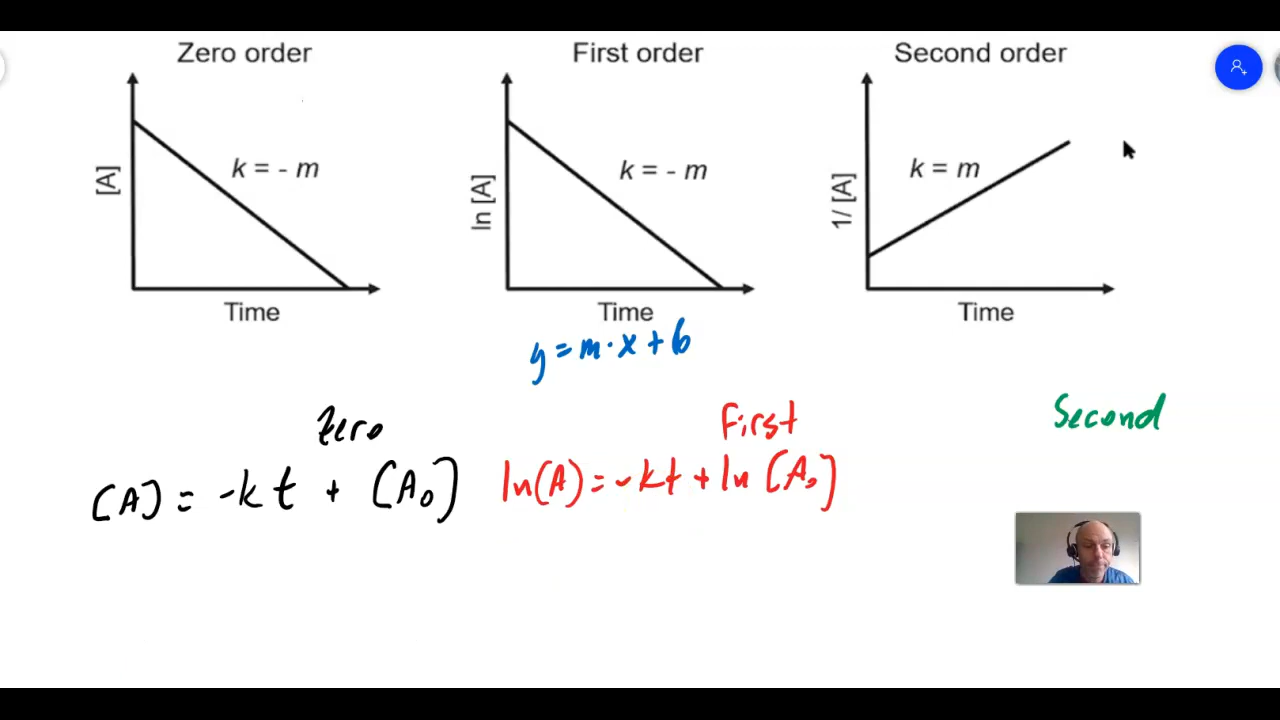 Zero order
First order
Second order
[A]
k = - m
Time
ln [A]
k = - m
Time
1/ [A]
k = m
Time
y = m · x + b
Zero
[A] = -kt + [A₀]
First
ln(A) = -kt + ln [A₀]
Second